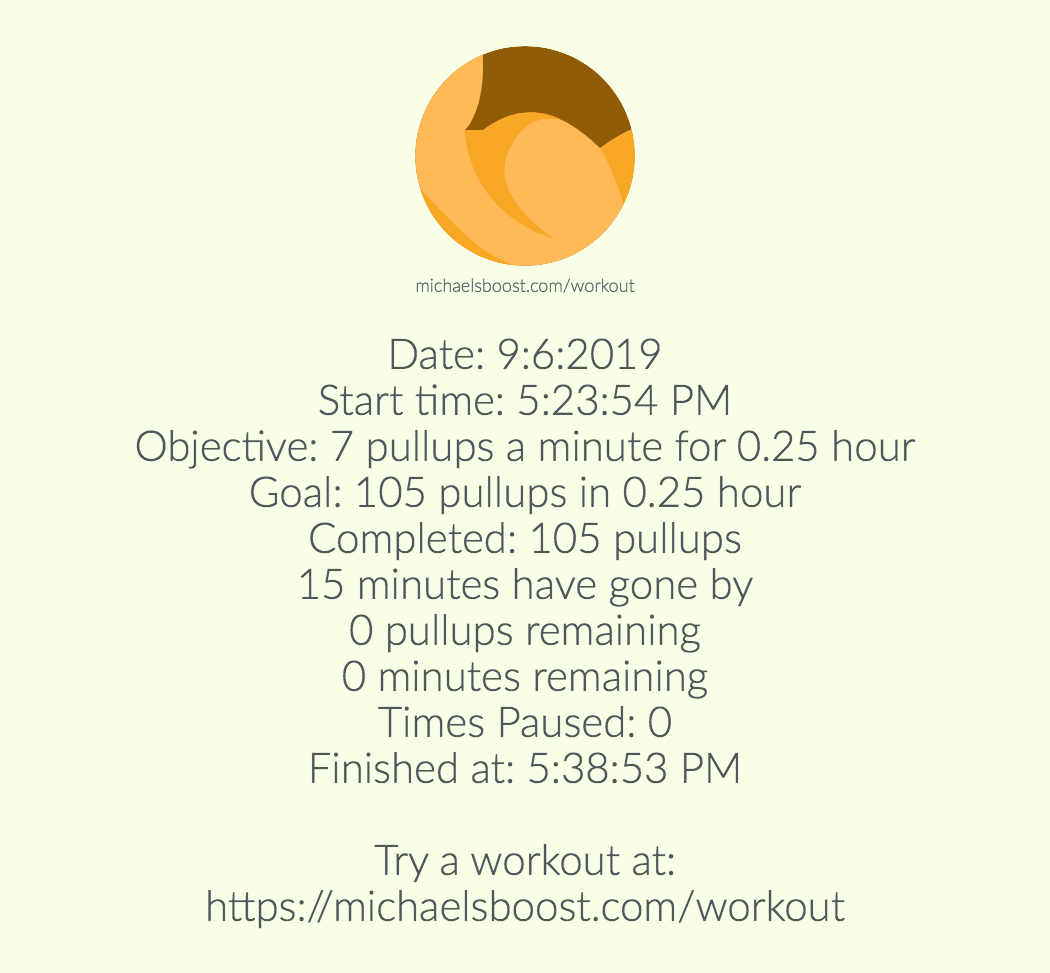 michaelsboost.com/workout
Date: 9:6:2019
Start time: 5:23:54 PM
Objective: 7 pullups a minute for 0.25 hour
Goal: 105 pullups in 0.25 hour
Completed: 105 pullups
15 minutes have gone by
0 pullups remaining
0 minutes remaining
Times Paused: 0
Finished at: 5:38:53 PM
Try a workout at:
https://michaelsboost.com/workout